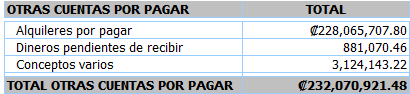 OTRAS CUENTAS POR PAGAR TOTAL
Alquileres por pagar ₡228,065,707.80
Dineros pendientes de recibir 881,070.46
Conceptos varios 3,124,143.22
TOTAL OTRAS CUENTAS POR PAGAR ₡232,070,921.48